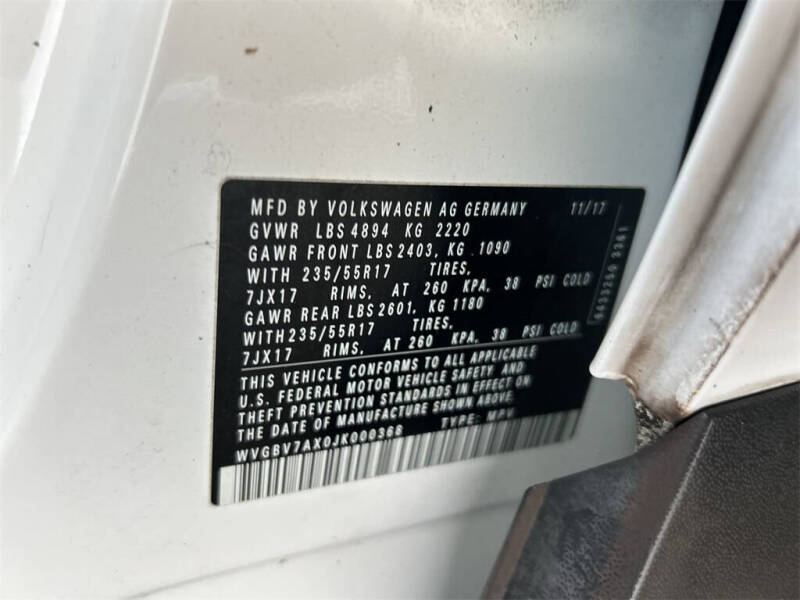 MFD BY VOLKSWAGEN AG GERMANY 11/17
GVWR LBS 4894 KG 2220
GAWR FRONT LBS 2403, KG 1090
WITH 235/55R17 TIRES,
7JX17 RIMS, AT 260 KPA, 38 PSI COLD
GAWR REAR LBS 2601, KG 1180
WITH 235/55R17 TIRES,
7JX17 RIMS, AT 260 KPA, 38 PSI COLD
THIS VEHICLE CONFORMS TO ALL APPLICABLE
U.S. FEDERAL MOTOR VEHICLE SAFETY AND
THEFT PREVENTION STANDARDS IN EFFECT ON
THE DATE OF MANUFACTURE SHOWN ABOVE.
WVGBV7AX0JK000368 TYPE: MPV
6433250 3361